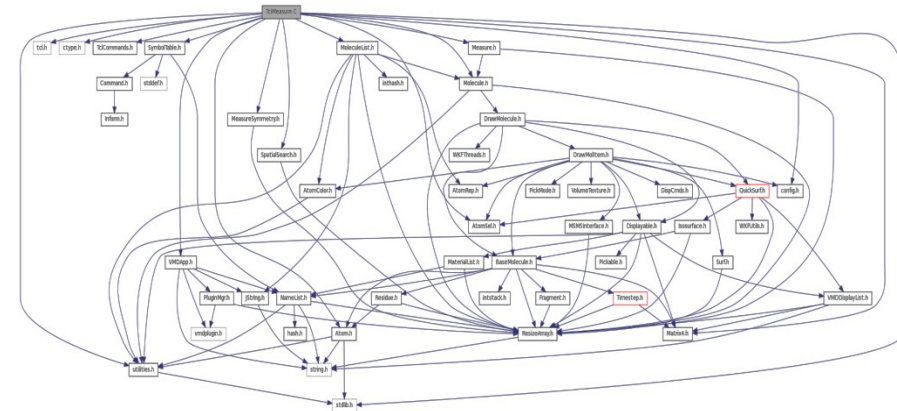 TclMeasure.C
tcl.h
ctype.h
TclCommands.h
SymbolTable.h
MoleculeList.h
Measure.h
Command.h
stddef.h
inthash.h
Molecule.h
Inform.h
MeasureSymmetry.h
DrawMolecule.h
SpatialSearch.h
WKFThreads.h
DrawMolItem.h
AtomColor.h
AtomRep.h
PickMode.h
VolumeTexture.h
DispCmds.h
QuickSurf.h
config.h
AtomSel.h
MSMSInterface.h
Displayable.h
Isosurface.h
WKFUtils.h
VMDApp.h
MaterialList.h
BaseMolecule.h
Pickable.h
Surf.h
PluginMgr.h
JString.h
NameList.h
Residue.h
intstack.h
Fragment.h
Timestep.h
VMDDisplayList.h
vmdplugin.h
hash.h
Atom.h
ResizeArray.h
Matrix4.h
utilities.h
string.h
stdlib.h